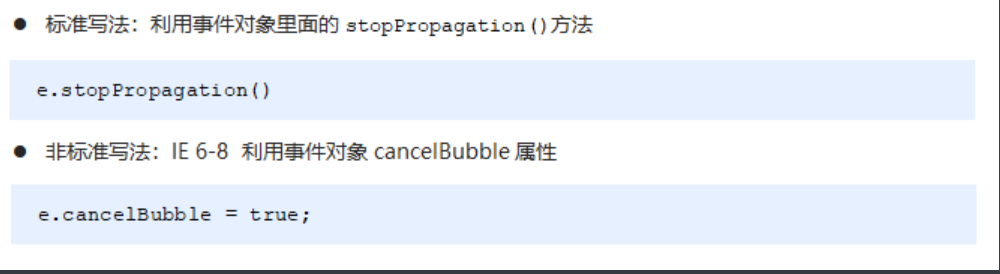 ● 标准写法：利用事件对象里面的 stopPropagation()方法
e.stopPropagation()
● 非标准写法：IE 6-8 利用事件对象 cancelBubble 属性
e.cancelBubble = true;